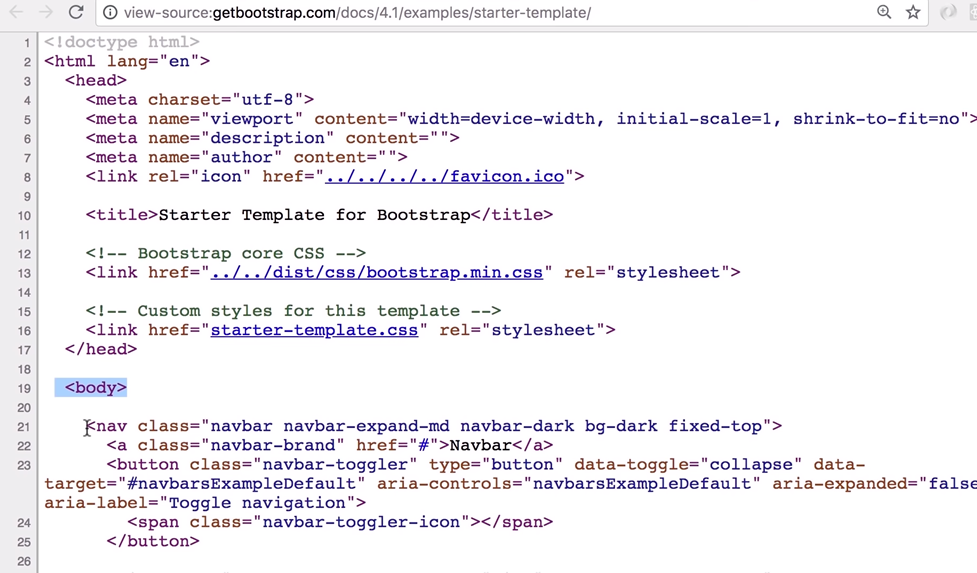 view-source:getbootstrap.com/docs/4.1/examples/starter-template/
1 <!doctype html>
2 <html lang="en">
3 <head>
4 <meta charset="utf-8">
5 <meta name="viewport" content="width=device-width, initial-scale=1, shrink-to-fit=no">
6 <meta name="description" content="">
7 <meta name="author" content="">
8 <link rel="icon" href="../../../../favicon.ico">
9
10 <title>Starter Template for Bootstrap</title>
11
12 <!-- Bootstrap core CSS -->
13 <link href="../../dist/css/bootstrap.min.css" rel="stylesheet">
14
15 <!-- Custom styles for this template -->
16 <link href="starter-template.css" rel="stylesheet">
17 </head>
18
19 <body>
20
21 <nav class="navbar navbar-expand-md navbar-dark bg-dark fixed-top">
22 <a class="navbar-brand" href="#">Navbar</a>
23 <button class="navbar-toggler" type="button" data-toggle="collapse" data-
target="#navbarsExampleDefault" aria-controls="navbarsExampleDefault" aria-expanded="false
aria-label="Toggle navigation">
24 <span class="navbar-toggler-icon"></span>
25 </button>
26